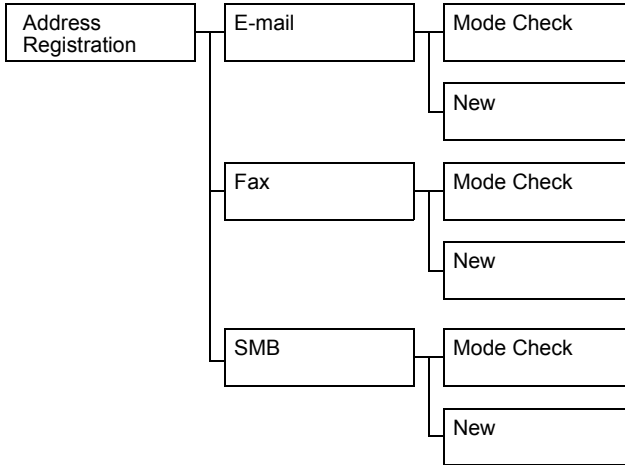 Address
Registration
E-mail
Mode Check
New
Fax
Mode Check
New
SMB
Mode Check
New